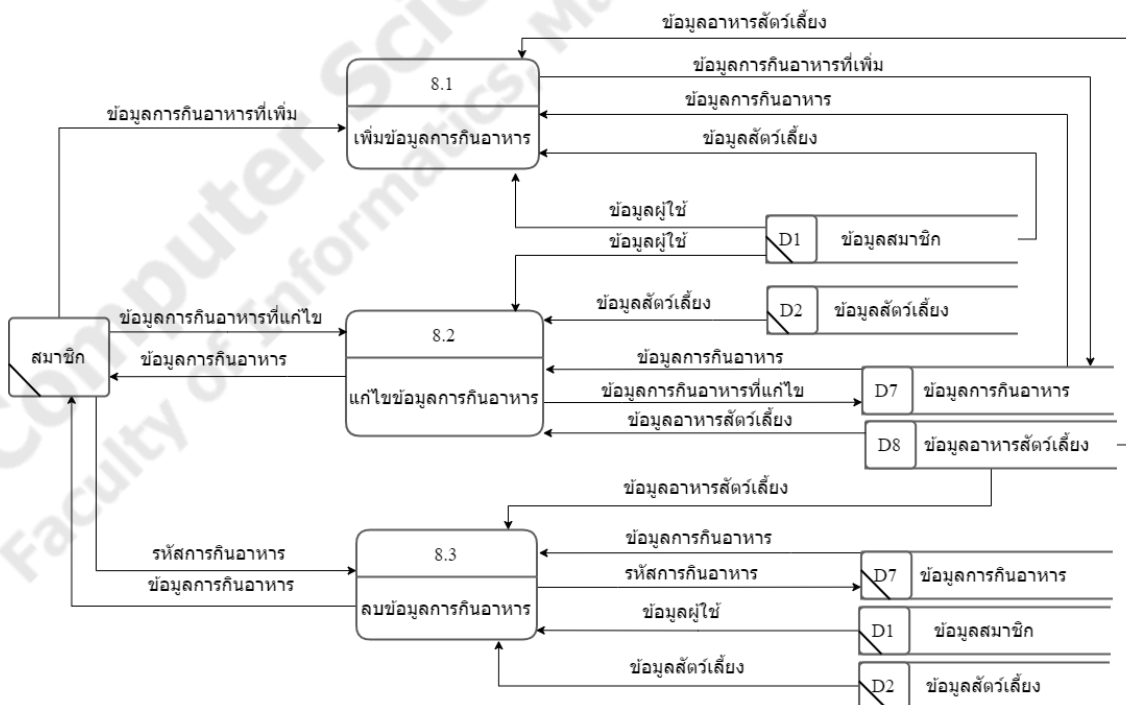 ข้อมูลอาหารสัตว์เลี้ยง
ข้อมูลการกินอาหารที่เพิ่ม
8.1
ข้อมูลการกินอาหาร
ข้อมูลการกินอาหารที่เพิ่ม
เพิ่มข้อมูลการกินอาหาร
ข้อมูลสัตว์เลี้ยง
ข้อมูลผู้ใช้
D1 ข้อมูลสมาชิก
ข้อมูลผู้ใช้
ข้อมูลสัตว์เลี้ยง
D2 ข้อมูลสัตว์เลี้ยง
ข้อมูลการกินอาหารที่แก้ไข
8.2
สมาชิก
ข้อมูลการกินอาหาร
ข้อมูลการกินอาหาร
แก้ไขข้อมูลการกินอาหาร
ข้อมูลการกินอาหารที่แก้ไข
D7 ข้อมูลการกินอาหาร
ข้อมูลอาหารสัตว์เลี้ยง
D8 ข้อมูลอาหารสัตว์เลี้ยง
ข้อมูลอาหารสัตว์เลี้ยง
ข้อมูลการกินอาหาร
รหัสการกินอาหาร
8.3
รหัสการกินอาหาร
D7 ข้อมูลการกินอาหาร
ข้อมูลการกินอาหาร
ลบข้อมูลการกินอาหาร
ข้อมูลผู้ใช้
D1 ข้อมูลสมาชิก
ข้อมูลสัตว์เลี้ยง
D2 ข้อมูลสัตว์เลี้ยง
Computer Scie
Faculty of Informatics, Ma